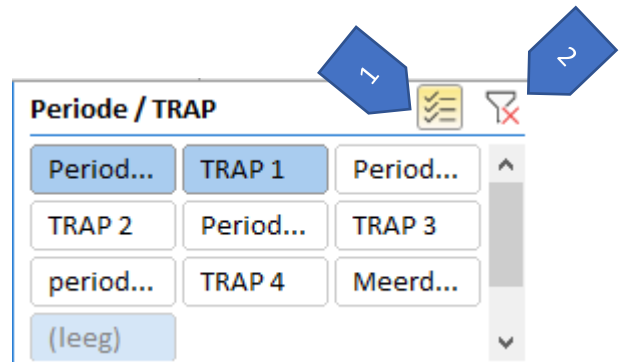 1
2
Periode / TRAP
Period... TRAP 1 Period...
TRAP 2 Period... TRAP 3
period... TRAP 4 Meerd...
(leeg)